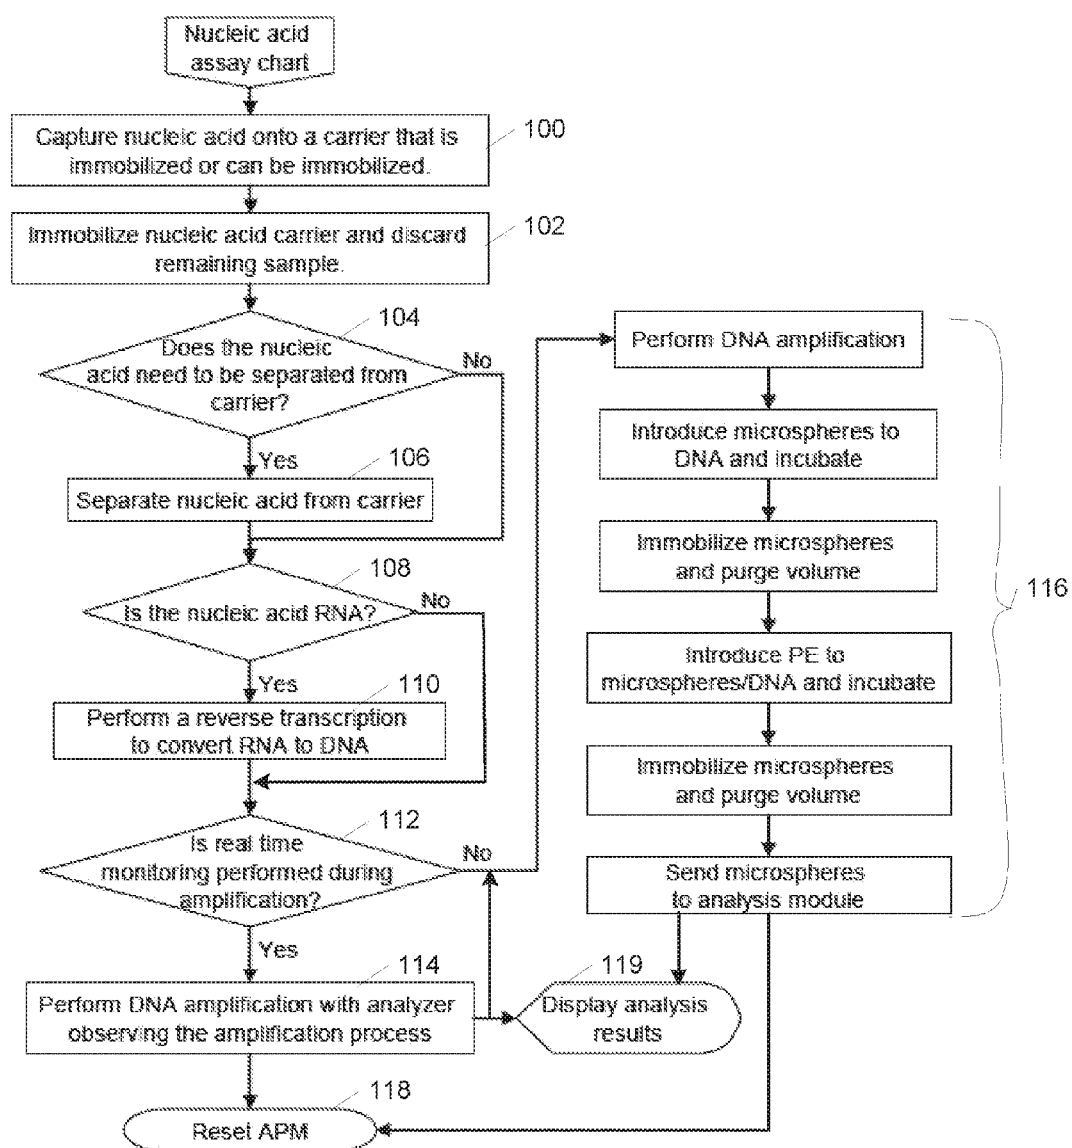 Nucleic acid
assay chart
Capture nucleic acid onto a carrier that is
immobilized or can be immobilized.
100
Immobilize nucleic acid carrier and discard
remaining sample.
102
104
Does the nucleic
acid need to be separated from
carrier?
No
Yes
106
Separate nucleic acid from carrier
108
Is the nucleic acid RNA?
No
Yes
110
Perform a reverse transcription
to convert RNA to DNA
112
Is real time
monitoring performed during
amplification?
No
Yes
114
Perform DNA amplification with analyzer
observing the amplification process
118
Reset APM
Perform DNA amplification
Introduce microspheres to
DNA and incubate
Immobilize microspheres
and purge volume
Introduce PE to
microspheres/DNA and incubate
Immobilize microspheres
and purge volume
Send microspheres
to analysis module
116
119
Display analysis
results